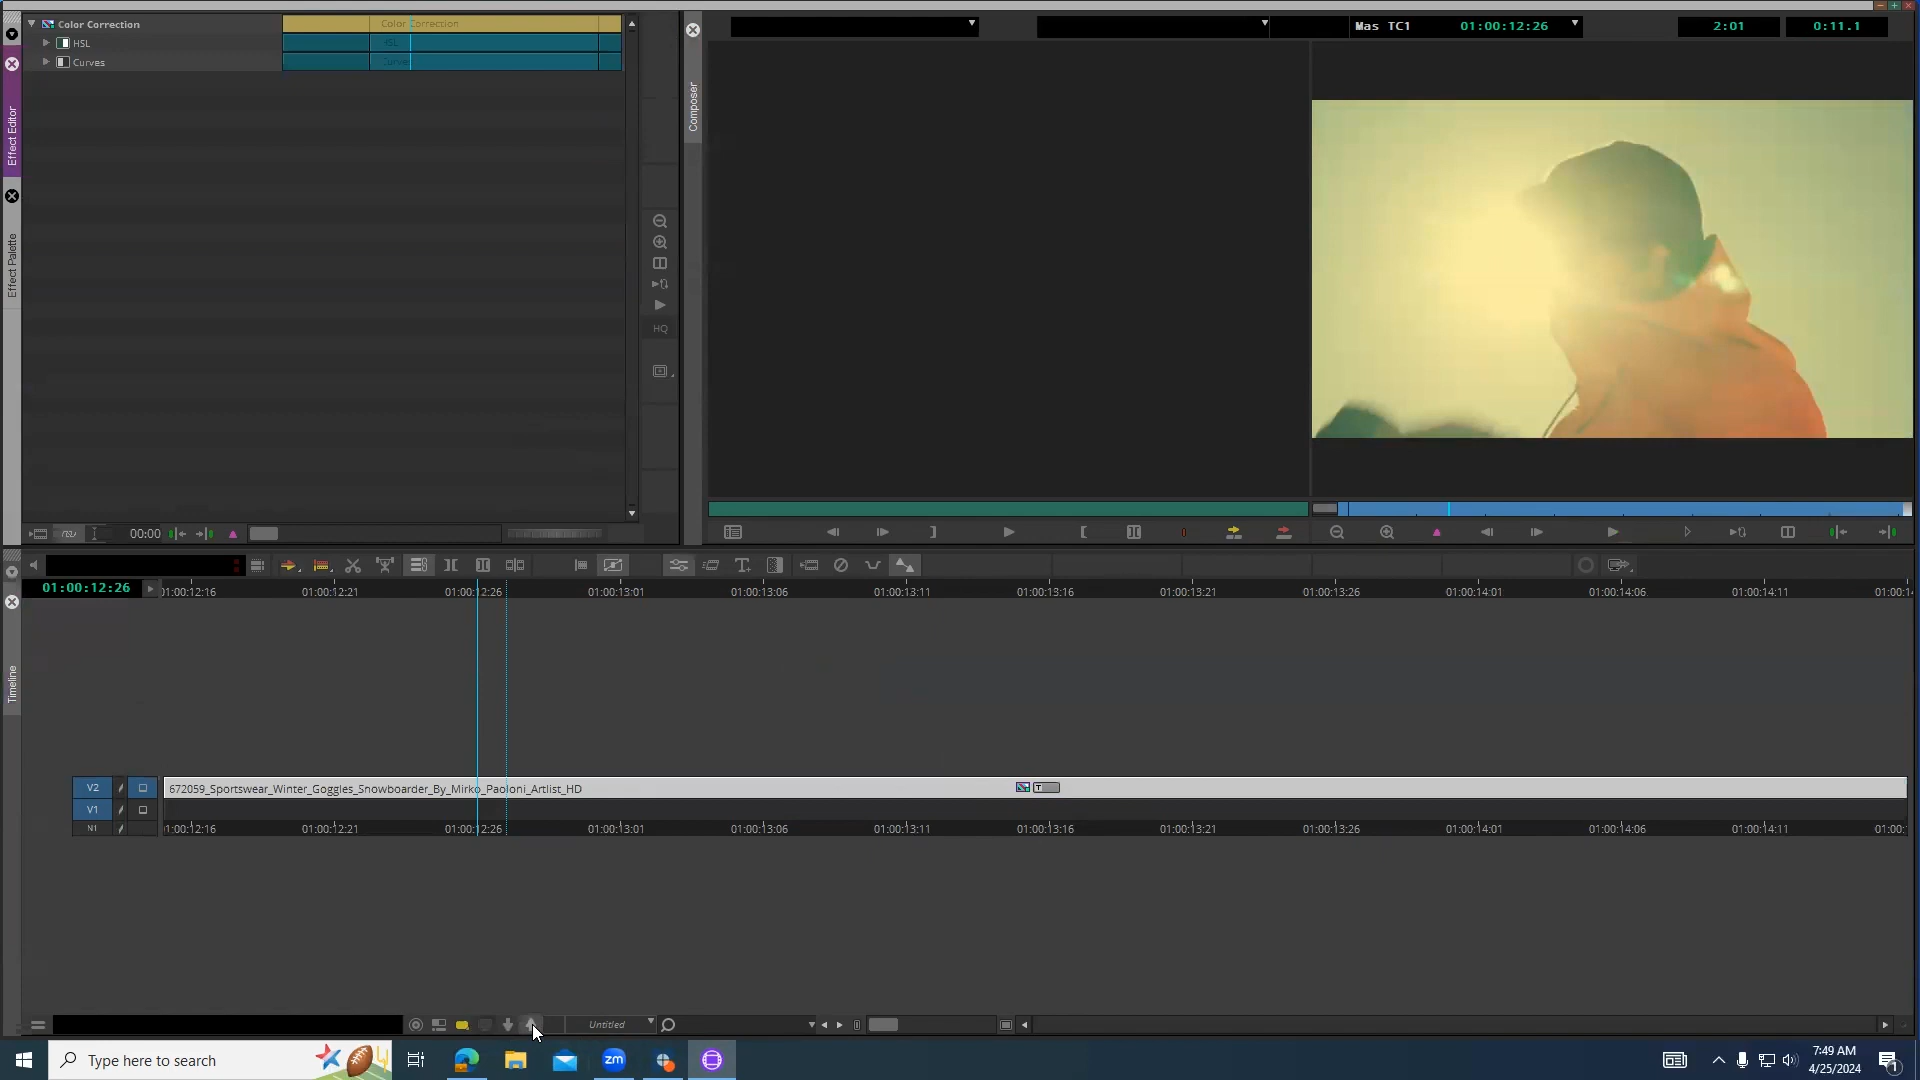 Color Correction
Color Correction
HSL
HSL
Curves
Curves
Effect Editor
Effect Palette
Composer
Mas TC1
01:00:12:26
2:01
0:11.1
HQ
00:00
01:00:12:26
01:00:12:16
01:00:12:21
01:00:12:26
01:00:13:01
01:00:13:06
01:00:13:11
01:00:13:16
01:00:13:21
01:00:13:26
01:00:14:01
01:00:14:06
01:00:14:11
Timeline
V2
672059_Sportswear_Winter_Goggles_Snowboarder_By_Mirko_Paoloni_Artlist_HD
T
V1
N1
01:00:12:16
01:00:12:21
01:00:12:26
01:00:13:01
01:00:13:06
01:00:13:11
01:00:13:16
01:00:13:21
01:00:13:26
01:00:14:01
01:00:14:06
01:00:14:11
Untitled
Type here to search
zm
7:49 AM
4/25/2024
1